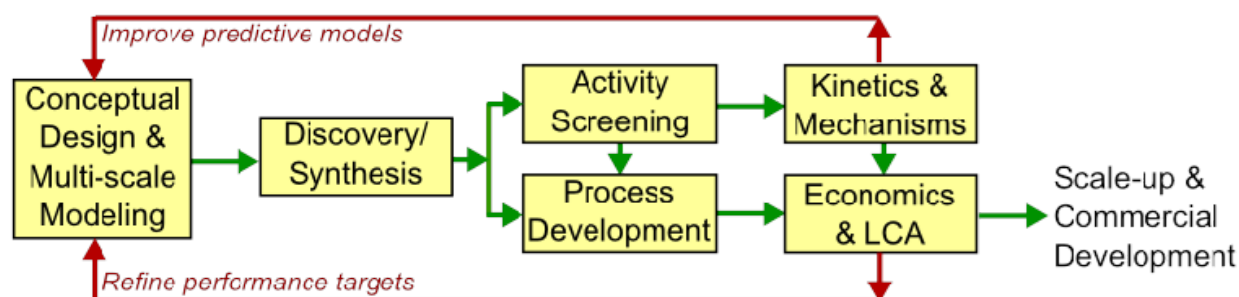 Improve predictive models
Conceptual
Design &
Multi-scale
Modeling
Discovery/
Synthesis
Activity
Screening
Process
Development
Kinetics &
Mechanisms
Economics
& LCA
Scale-up &
Commercial
Development
Refine performance targets